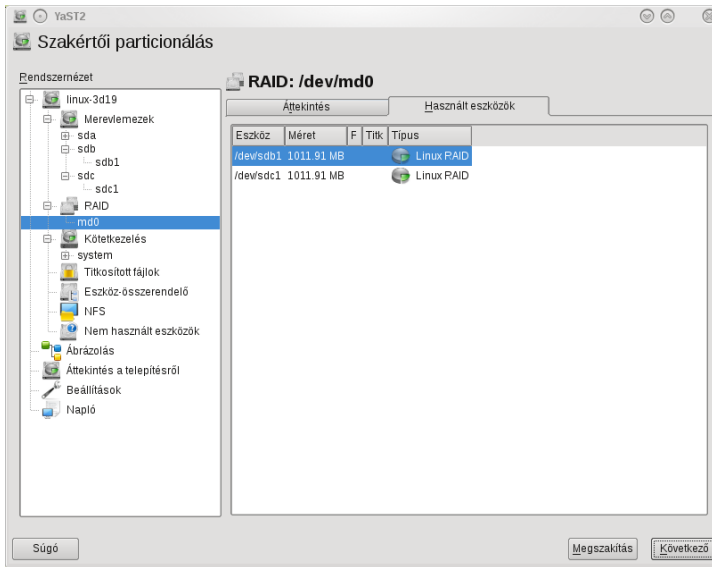 YaST2
Szakértői particionálás
Rendszernézet
linux-3d19
Merevlemezek
sda
sdb
sdb1
sdc
sdc1
RAID
md0
Kötetkezelés
system
Titkosított fájlok
Eszköz-összerendelő
NFS
Nem használt eszközök
Ábrázolás
Áttekintés a telepítésről
Beállítások
Napló
RAID: /dev/md0
Áttekintés Használt eszközök
Eszköz Méret F Titk Típus
/dev/sdb1 1011.91 MB Linux RAID
/dev/sdc1 1011.91 MB Linux RAID
Súgó Megszakítás Következő